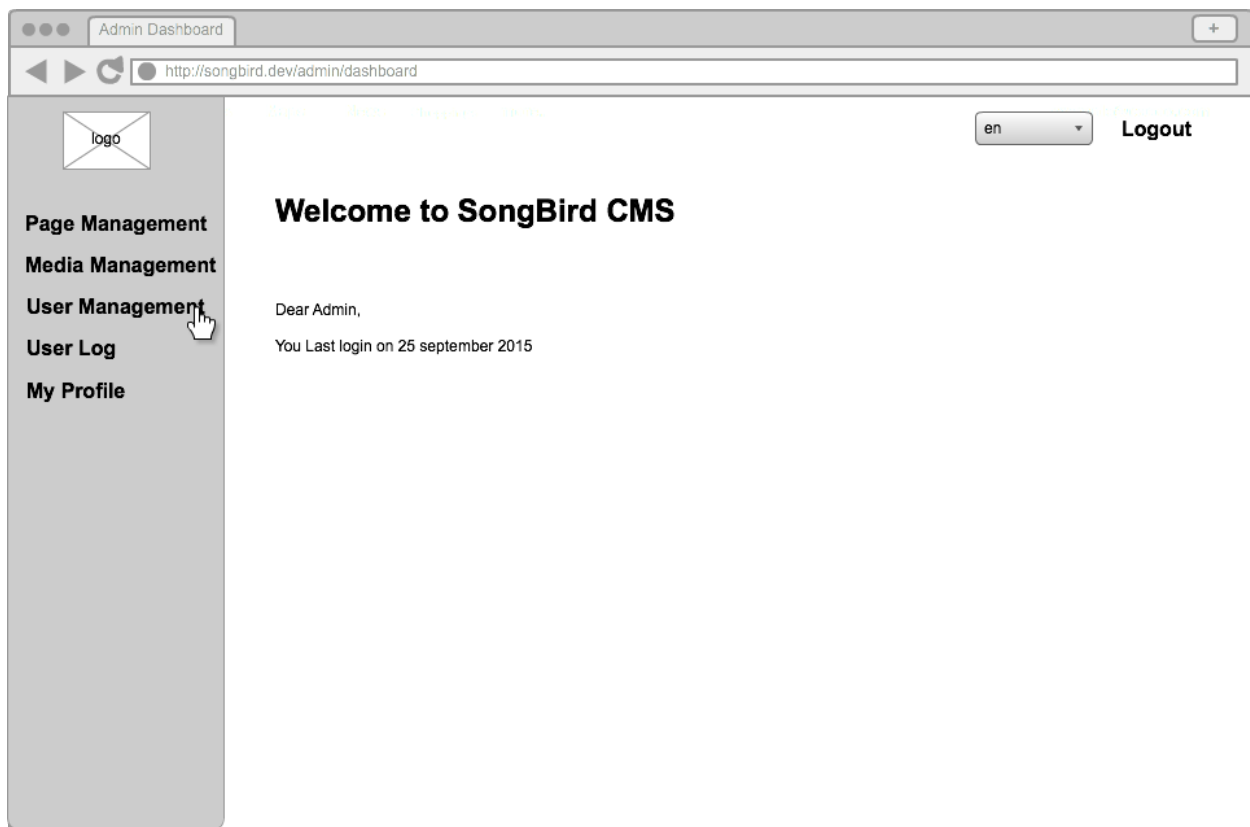 Admin Dashboard
+
http://songbird.dev/admin/dashboard
logo
en
Logout
Page Management
Media Management
User Management
User Log
My Profile
Welcome to SongBird CMS
Dear Admin,
You Last login on 25 september 2015